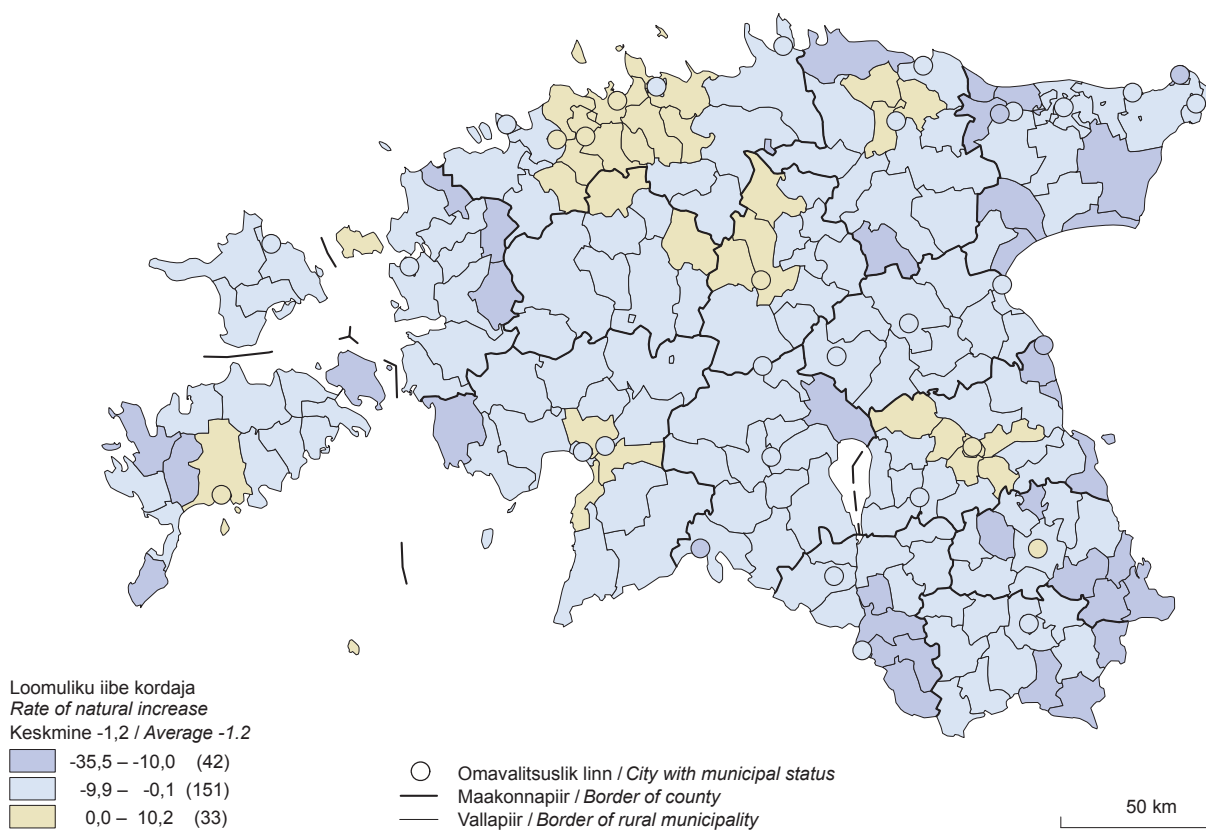 Loomuliku iibe kordaja
Rate of natural increase
Keskmine -1,2 / Average -1.2
-35,5 – -10,0 (42)
-9,9 – -0,1 (151)
0,0 – 10,2 (33)
Omavalitsuslik linn / City with municipal status
Maakonnapiir / Border of county
Vallapiir / Border of rural municipality
50 km